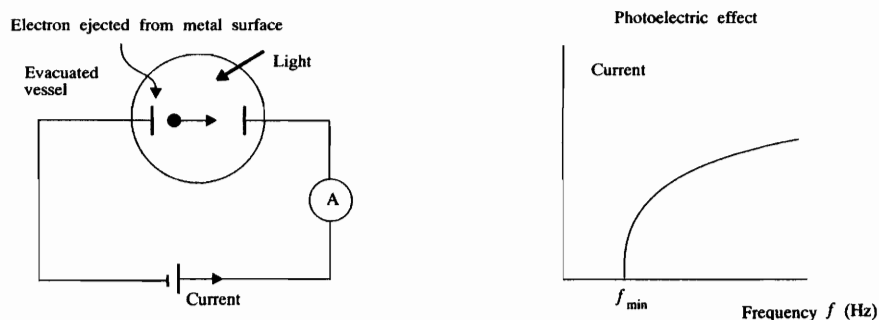 Electron ejected from metal surface
Light
Evacuated
vessel
A
Current
Photoelectric effect
Current
f min
Frequency f (Hz)